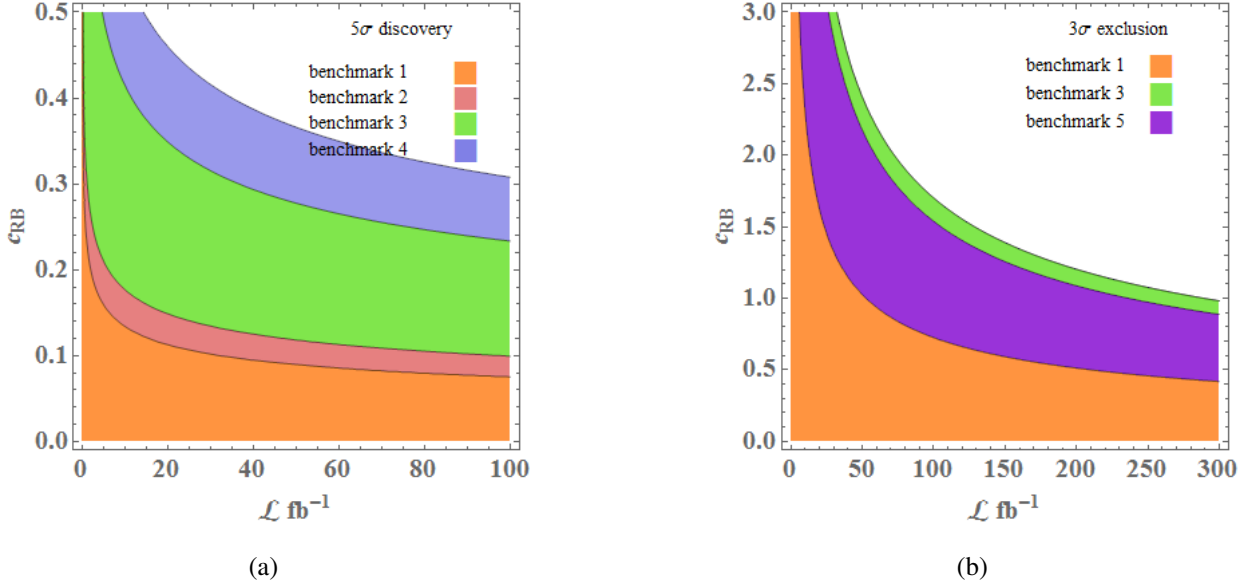 5σ discovery
benchmark 1
benchmark 2
benchmark 3
benchmark 4
0.5
0.4
0.3
0.2
0.1
0.0
c_RB
0 20 40 60 80 100
ℒ fb⁻¹
(a)
3σ exclusion
benchmark 1
benchmark 3
benchmark 5
3.0
2.5
2.0
1.5
1.0
0.5
0.0
c_RB
0 50 100 150 200 250 300
ℒ fb⁻¹
(b)